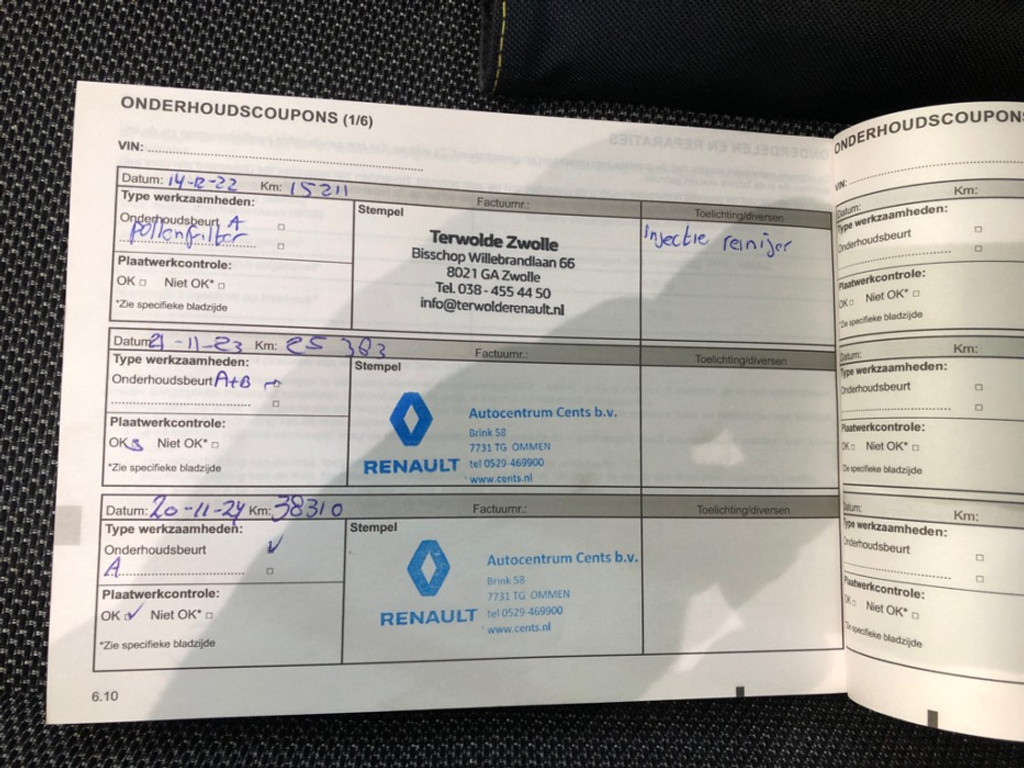 ONDERHOUDSCOUPONS (1/6)
VIN:
Datum: 14-12-22 Km: 15211
Factuurnr.:
Toelichting/diversen
Type werkzaamheden:
Onderhoudsbeurt A
pollenfilter
Plaatwerkcontrole:
OK Niet OK*
*Zie specifieke bladzijde
Stempel
Terwolde Zwolle
Bisschop Willebrandlaan 66
8021 GA Zwolle
Tel. 038 - 455 44 50
info@terwolderenault.nl
injectie reiniger
Datum: 21-11-23 Km: 25 383
Factuurnr.:
Toelichting/diversen
Type werkzaamheden:
Onderhoudsbeurt A+B
Plaatwerkcontrole:
OK Niet OK*
*Zie specifieke bladzijde
Stempel
RENAULT
Autocentrum Cents b.v.
Brink 58
7731 TG OMMEN
tel 0529-469900
www.cents.nl
Datum: 20-11-24 Km: 38310
Factuurnr.:
Toelichting/diversen
Type werkzaamheden:
Onderhoudsbeurt
A
Plaatwerkcontrole:
OK Niet OK*
*Zie specifieke bladzijde
Stempel
RENAULT
Autocentrum Cents b.v.
Brink 58
7731 TG OMMEN
tel 0529-469900
www.cents.nl
6.10
ONDERHOUDSCOUPONS
VIN:
Datum: Km:
Type werkzaamheden:
Onderhoudsbeurt
Plaatwerkcontrole:
OK Niet OK*
*Zie specifieke bladzijde
Datum: Km:
Type werkzaamheden:
Onderhoudsbeurt
Plaatwerkcontrole:
OK Niet OK*
*Zie specifieke bladzijde
Datum: Km:
Type werkzaamheden:
Onderhoudsbeurt
Plaatwerkcontrole:
OK Niet OK*
*Zie specifieke bladzijde